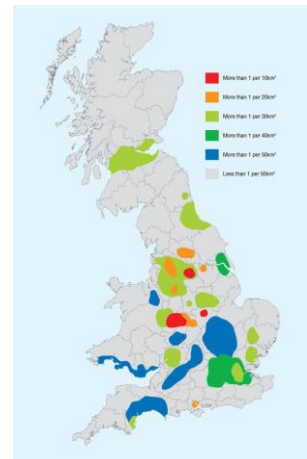 More than 1 per 10km²
More than 1 per 20km²
More than 1 per 30km²
More than 1 per 40km²
More than 1 per 50km²
Less than 1 per 50km²